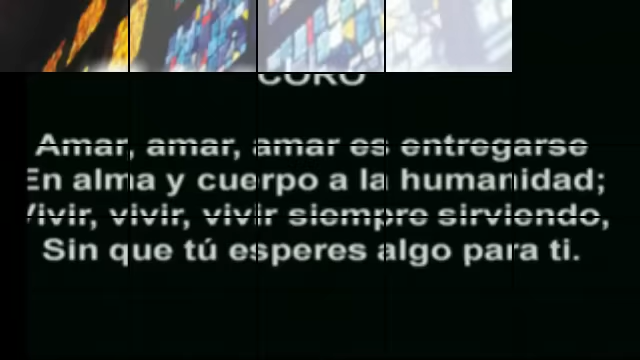 CORO
Amar, amar, amar es entregarse
En alma y cuerpo a la humanidad;
Vivir, vivir, vivir siempre sirviendo,
Sin que tú esperes algo para ti.